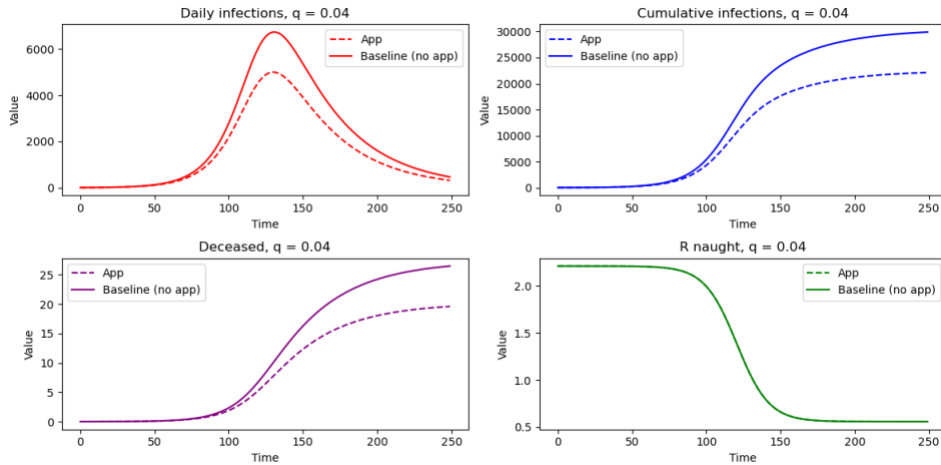 Daily infections, q = 0.04
Value
6000
4000
2000
0
App
Baseline (no app)
0 50 100 150 200 250
Time
Cumulative infections, q = 0.04
Value
30000
25000
20000
15000
10000
5000
0
App
Baseline (no app)
0 50 100 150 200 250
Time
Deceased, q = 0.04
Value
25
20
15
10
5
0
App
Baseline (no app)
0 50 100 150 200 250
Time
R naught, q = 0.04
Value
2.0
1.5
1.0
0.5
App
Baseline (no app)
0 50 100 150 200 250
Time